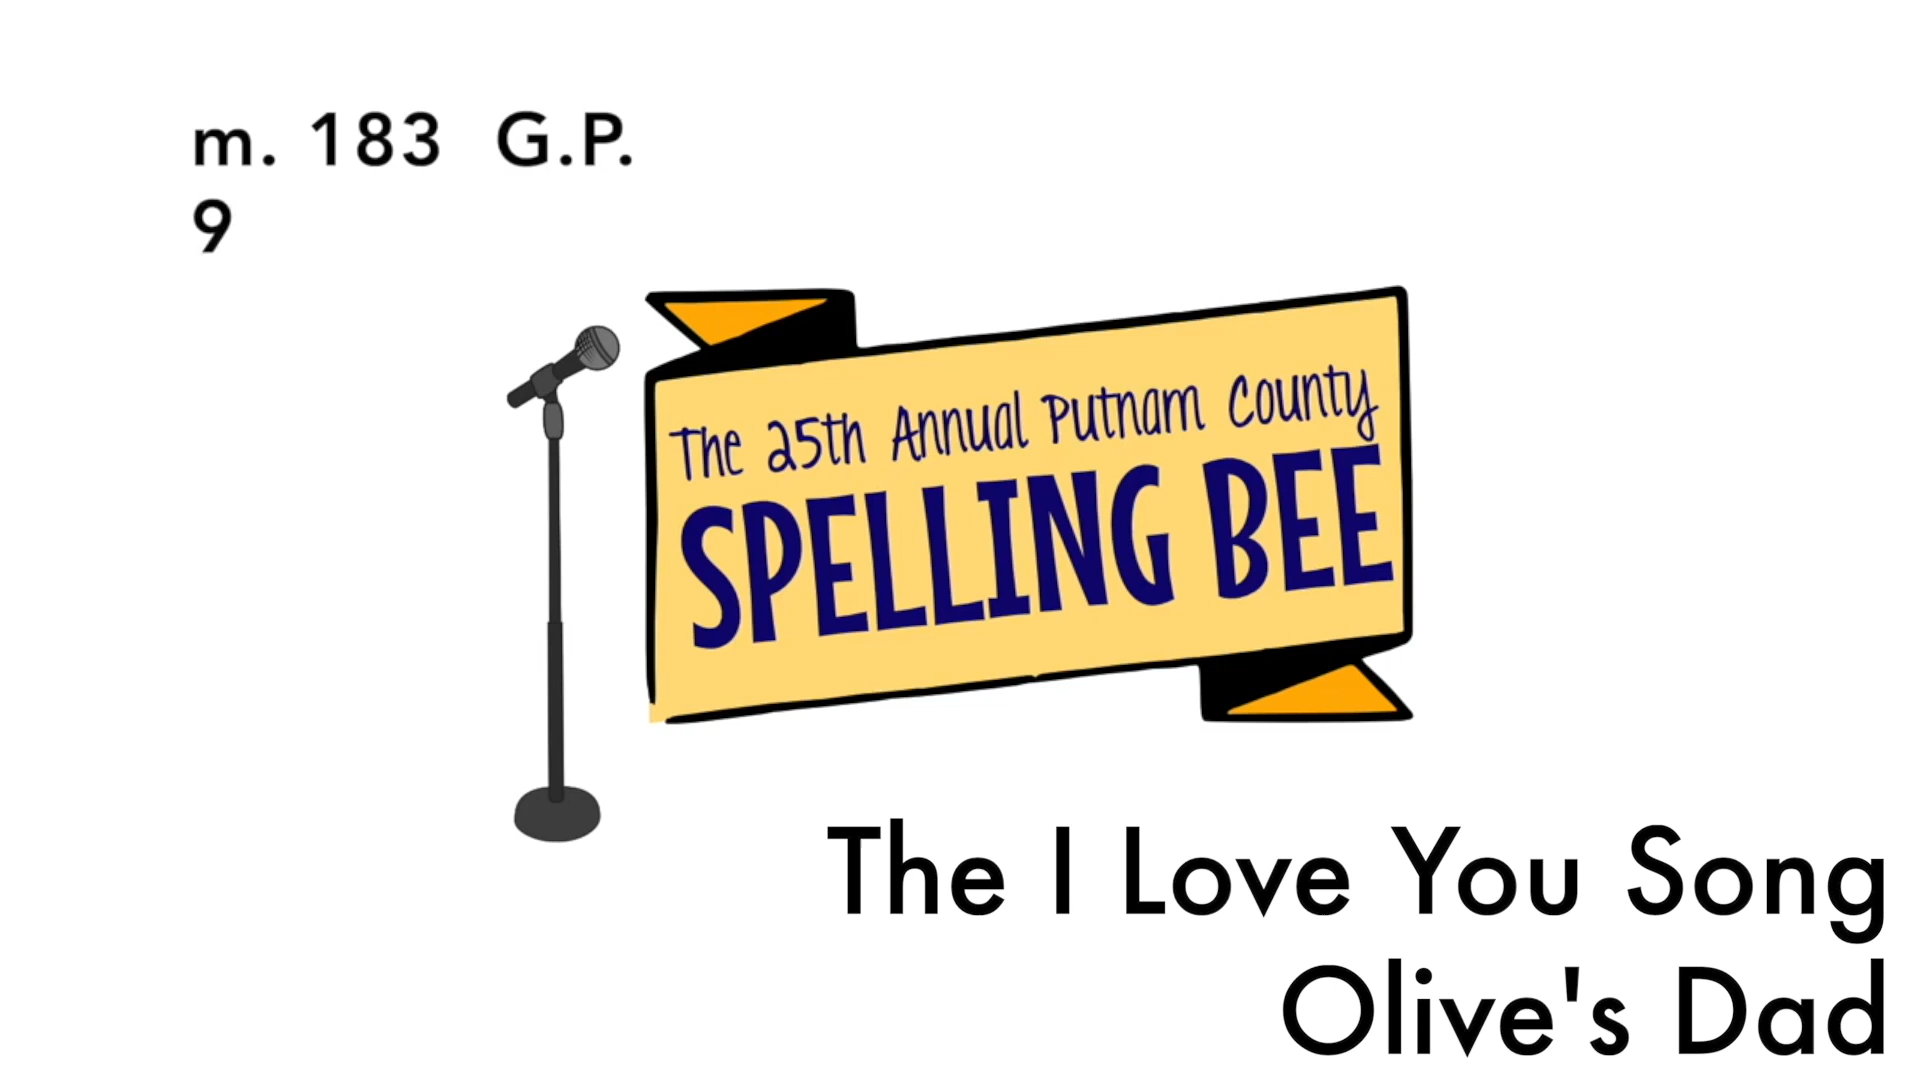 m. 183 G.P.
9
The 25th Annual Putnam County
SPELLING BEE
The I Love You Song
Olive's Dad